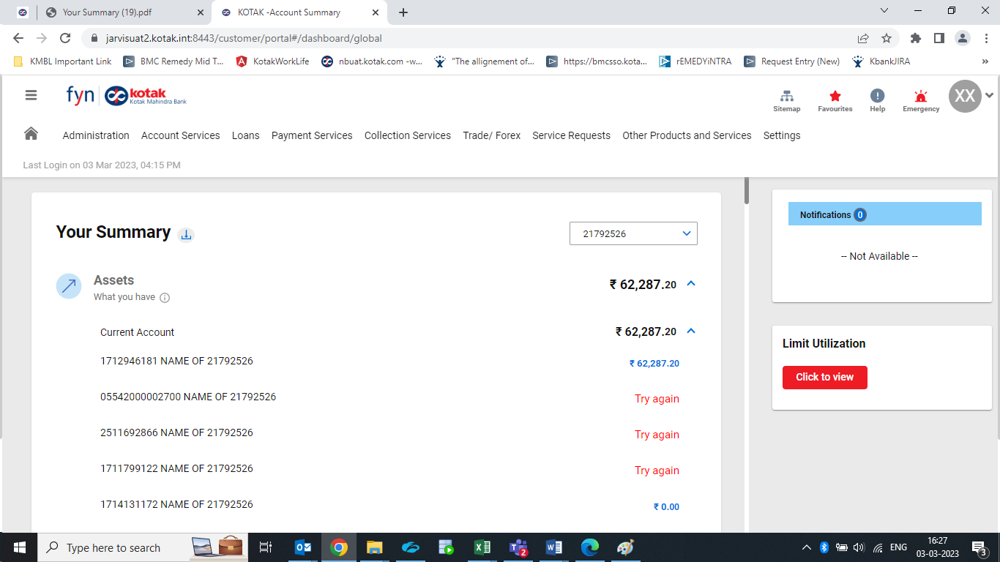 Your Summary (19).pdf
KOTAK -Account Summary
jarvisuat2.kotak.int:8443/customer/portal#/dashboard/global
KMBL Important Link BMC Remedy Mid T... KotakWorkLife nbuat.kotak.com -w... "The allignement of... https://bmcsso.kota... rEMEDYiNTRA Request Entry (New) KbankJIRA »
fyn kotak
Kotak Mahindra Bank
XX
Sitemap Favourites Help Emergency
Administration Account Services Loans Payment Services Collection Services Trade/ Forex Service Requests Other Products and Services Settings
Last Login on 03 Mar 2023, 04:15 PM
Your Summary
21792526
Assets
What you have
₹ 62,287.20
Current Account ₹ 62,287.20
1712946181 NAME OF 21792526 ₹ 62,287.20
05542000002700 NAME OF 21792526 Try again
2511692866 NAME OF 21792526 Try again
1711799122 NAME OF 21792526 Try again
1714131172 NAME OF 21792526 ₹ 0.00
Notifications 0
-- Not Available --
Limit Utilization
Click to view
Type here to search
2
ENG
16:27
03-03-2023
3